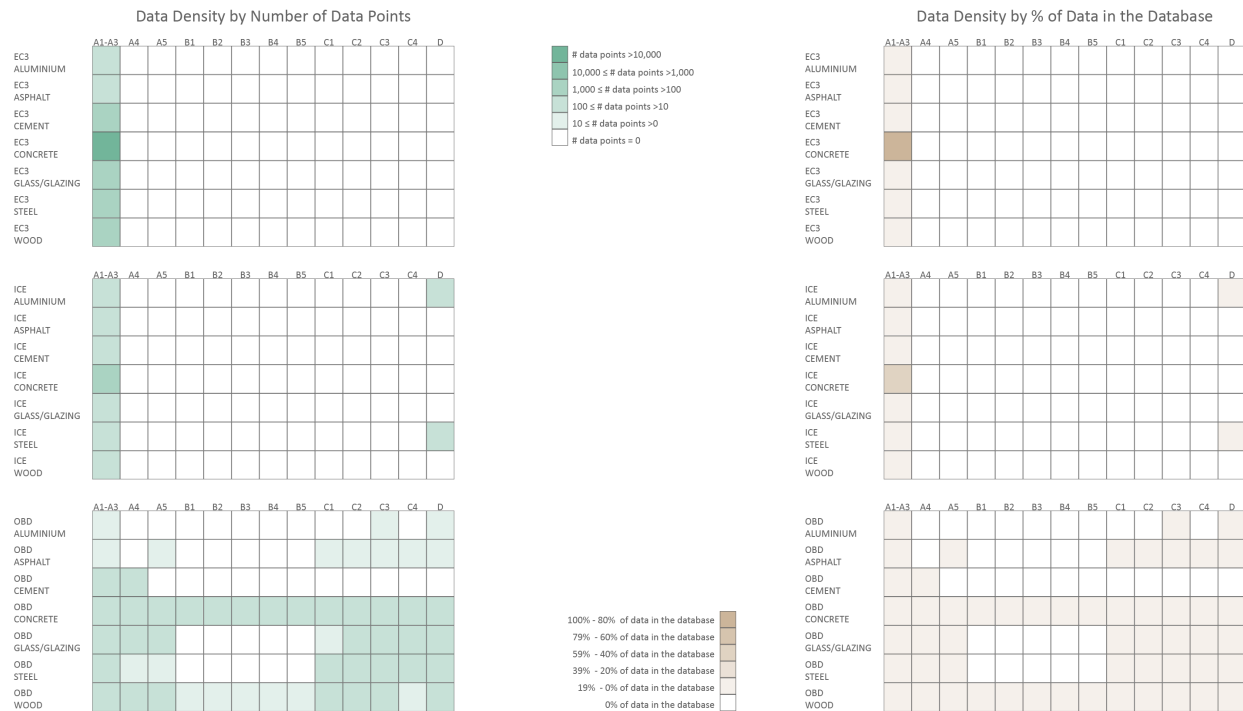 Data Density by Number of Data Points
A1-A3 A4 A5 B1 B2 B3 B4 B5 C1 C2 C3 C4 D
EC3
ALUMINIUM
EC3
ASPHALT
EC3
CEMENT
EC3
CONCRETE
EC3
GLASS/GLAZING
EC3
STEEL
EC3
WOOD
A1-A3 A4 A5 B1 B2 B3 B4 B5 C1 C2 C3 C4 D
ICE
ALUMINIUM
ICE
ASPHALT
ICE
CEMENT
ICE
CONCRETE
ICE
GLASS/GLAZING
ICE
STEEL
ICE
WOOD
A1-A3 A4 A5 B1 B2 B3 B4 B5 C1 C2 C3 C4 D
OBD
ALUMINIUM
OBD
ASPHALT
OBD
CEMENT
OBD
CONCRETE
OBD
GLASS/GLAZING
OBD
STEEL
OBD
WOOD
# data points >10,000
10,000 ≤ # data points >1,000
1,000 ≤ # data points >100
100 ≤ # data points >10
10 ≤ # data points >0
# data points = 0
100% - 80% of data in the database
79% - 60% of data in the database
59% - 40% of data in the database
39% - 20% of data in the database
19% - 0% of data in the database
0% of data in the database
Data Density by % of Data in the Database
A1-A3 A4 A5 B1 B2 B3 B4 B5 C1 C2 C3 C4 D
EC3
ALUMINIUM
EC3
ASPHALT
EC3
CEMENT
EC3
CONCRETE
EC3
GLASS/GLAZING
EC3
STEEL
EC3
WOOD
A1-A3 A4 A5 B1 B2 B3 B4 B5 C1 C2 C3 C4 D
ICE
ALUMINIUM
ICE
ASPHALT
ICE
CEMENT
ICE
CONCRETE
ICE
GLASS/GLAZING
ICE
STEEL
ICE
WOOD
A1-A3 A4 A5 B1 B2 B3 B4 B5 C1 C2 C3 C4 D
OBD
ALUMINIUM
OBD
ASPHALT
OBD
CEMENT
OBD
CONCRETE
OBD
GLASS/GLAZING
OBD
STEEL
OBD
WOOD